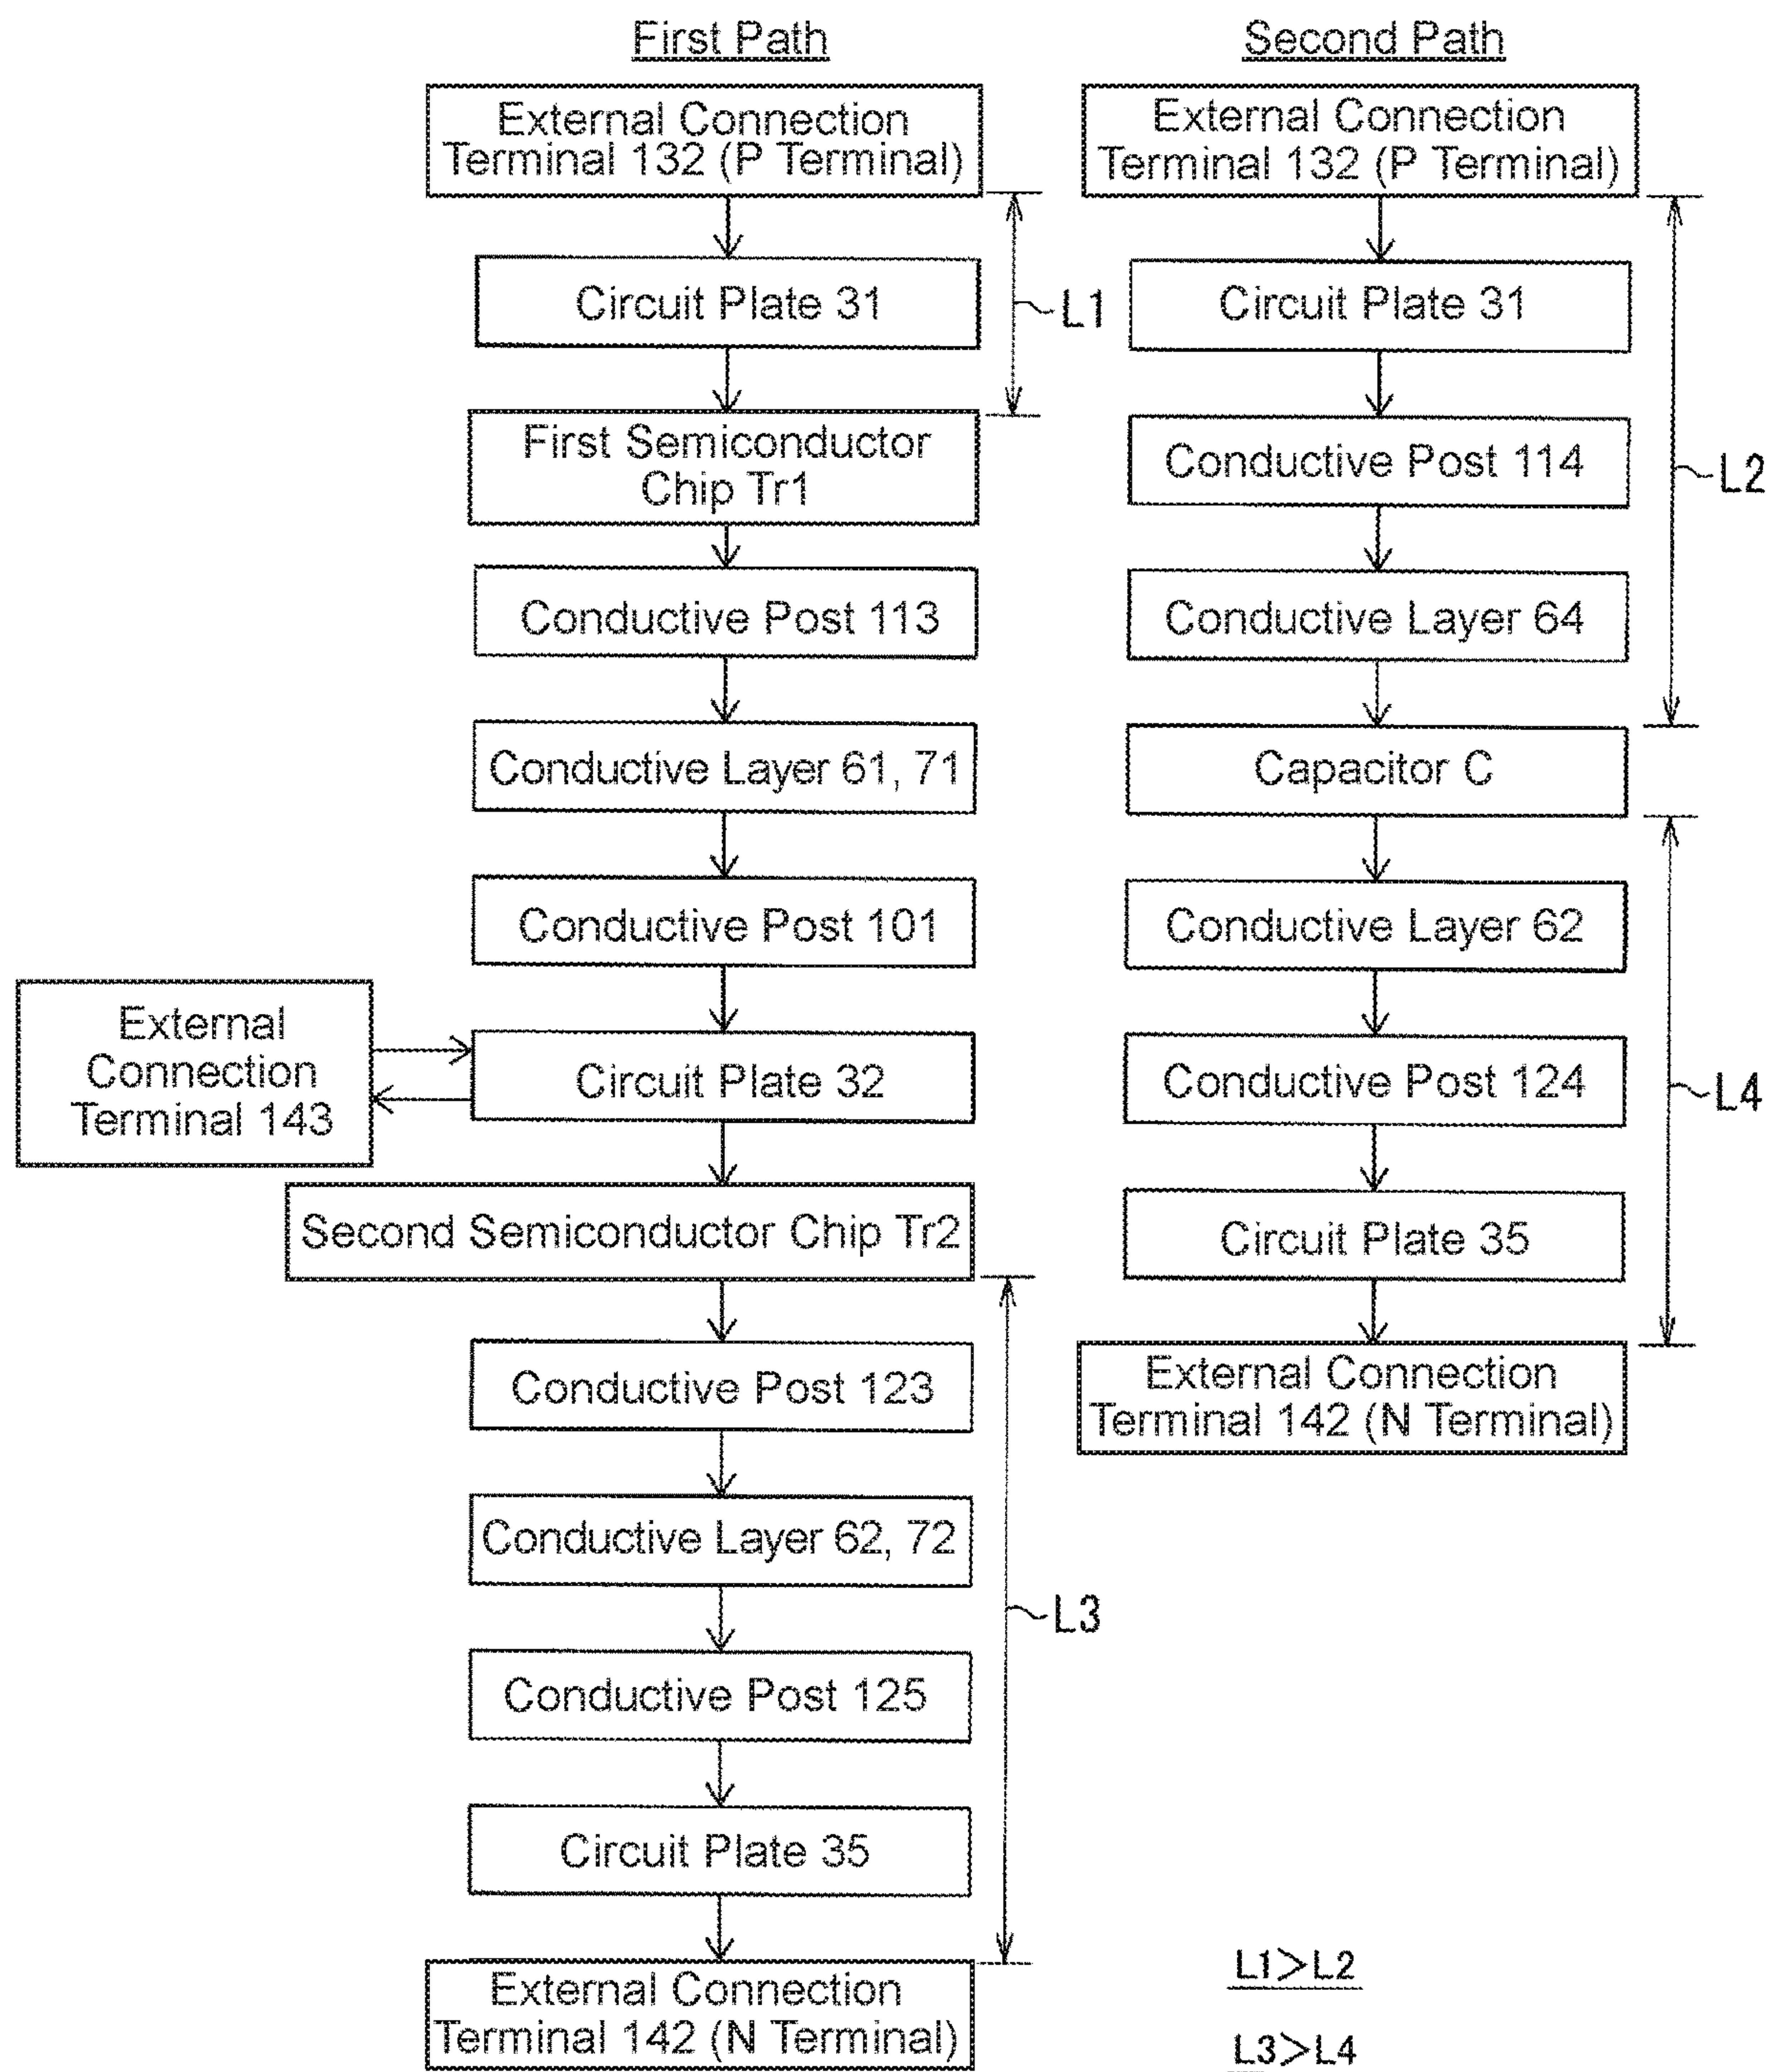 First Path
External Connection
Terminal 132 (P Terminal)
Circuit Plate 31
L1
First Semiconductor
Chip Tr1
Conductive Post 113
Conductive Layer 61, 71
Conductive Post 101
External
Connection
Terminal 143
Circuit Plate 32
Second Semiconductor Chip Tr2
Conductive Post 123
Conductive Layer 62, 72
L3
Conductive Post 125
Circuit Plate 35
External Connection
Terminal 142 (N Terminal)
Second Path
External Connection
Terminal 132 (P Terminal)
Circuit Plate 31
Conductive Post 114
L2
Conductive Layer 64
Capacitor C
Conductive Layer 62
Conductive Post 124
L4
Circuit Plate 35
External Connection
Terminal 142 (N Terminal)
L1>L2
L3>L4